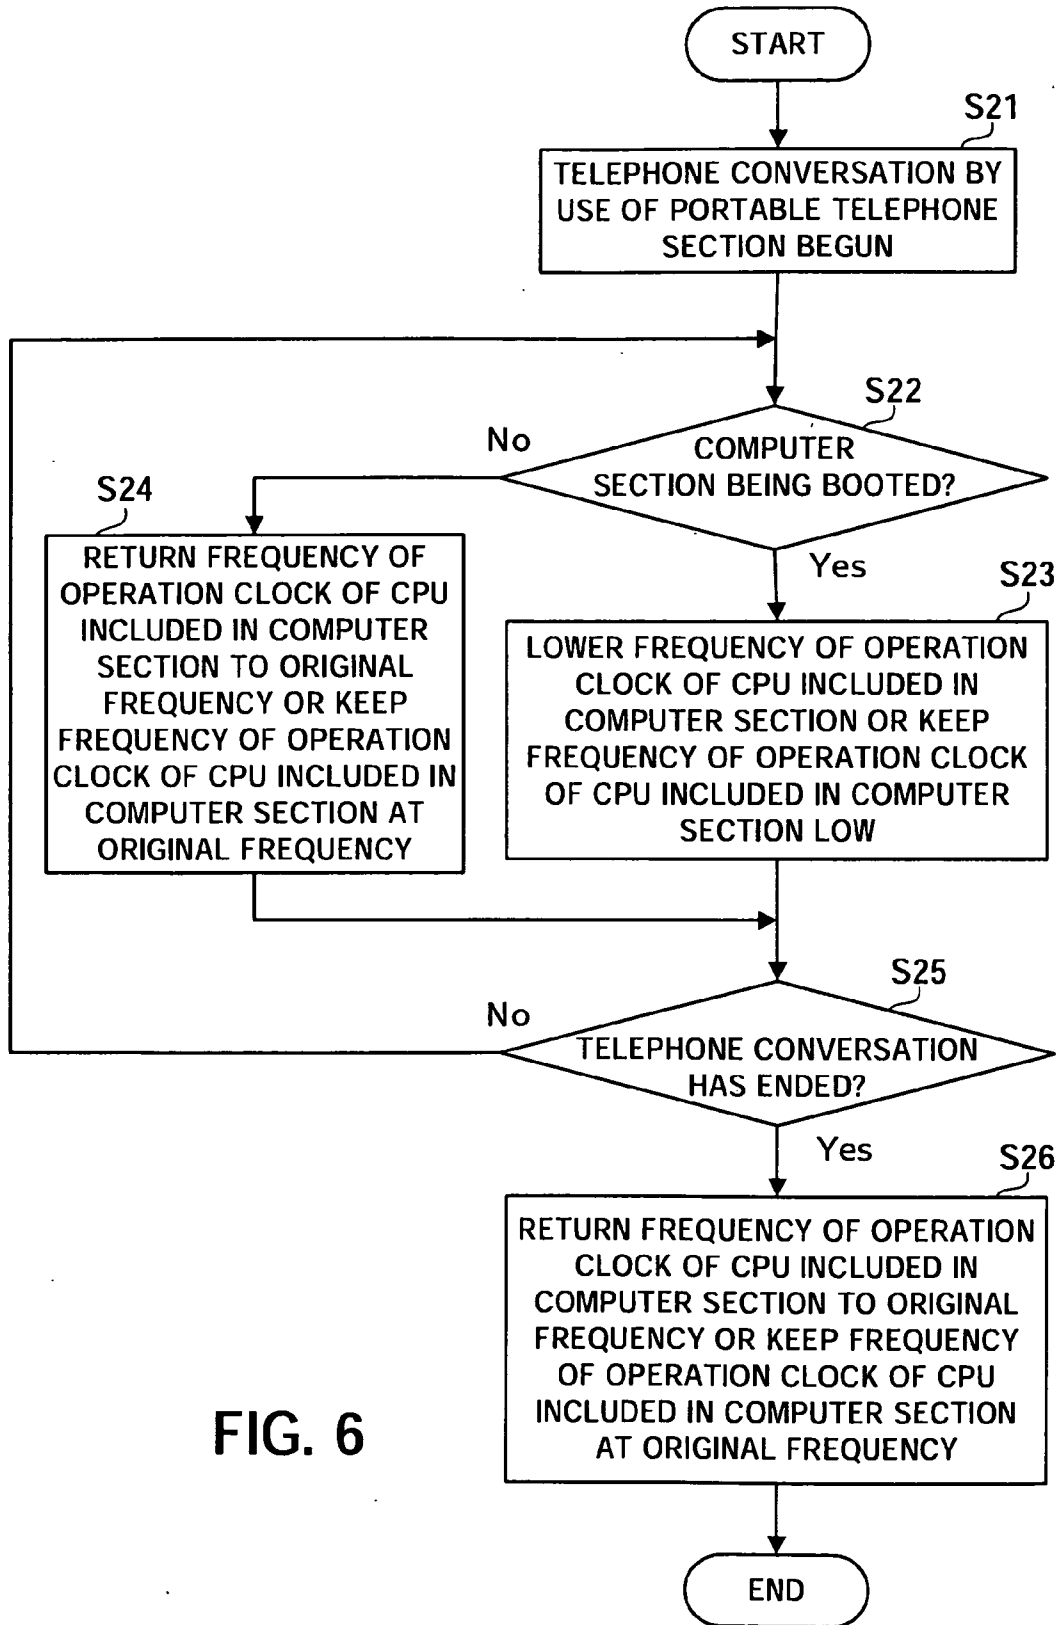 START
S21
TELEPHONE CONVERSATION BY
USE OF PORTABLE TELEPHONE
SECTION BEGUN
S22
No
COMPUTER
SECTION BEING BOOTED?
Yes
S24
RETURN FREQUENCY OF
OPERATION CLOCK OF CPU
INCLUDED IN COMPUTER
SECTION TO ORIGINAL
FREQUENCY OR KEEP
FREQUENCY OF OPERATION
CLOCK OF CPU INCLUDED IN
COMPUTER SECTION AT
ORIGINAL FREQUENCY
S23
LOWER FREQUENCY OF OPERATION
CLOCK OF CPU INCLUDED IN
COMPUTER SECTION OR KEEP
FREQUENCY OF OPERATION CLOCK
OF CPU INCLUDED IN COMPUTER
SECTION LOW
S25
No
TELEPHONE CONVERSATION
HAS ENDED?
Yes
S26
RETURN FREQUENCY OF OPERATION
CLOCK OF CPU INCLUDED IN
COMPUTER SECTION TO ORIGINAL
FREQUENCY OR KEEP FREQUENCY
OF OPERATION CLOCK OF CPU
INCLUDED IN COMPUTER SECTION
AT ORIGINAL FREQUENCY
FIG. 6
END